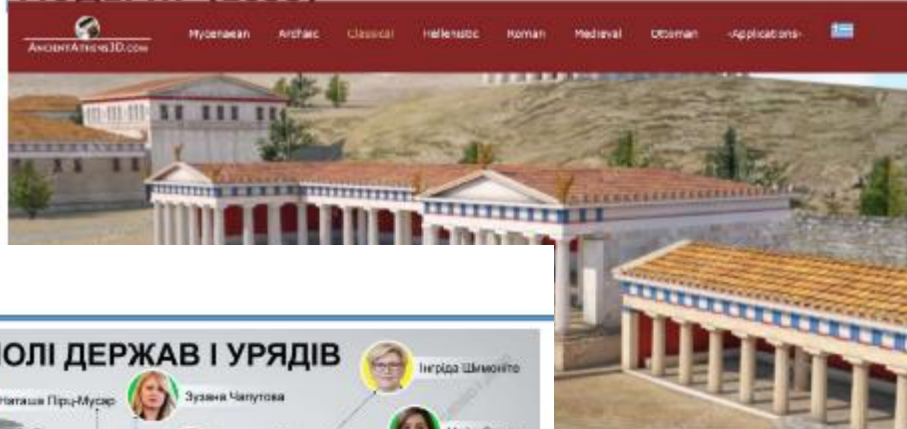 Mycenaean Archaic Classical Hellenistic Roman Medieval Ottoman -Applications-
ANCIENTATHENS3D.COM
ДЕРЖАВ І УРЯДІВ
Інгріда Шимоніте
Наташа Пірц-Мусар
Зузана Чапутова